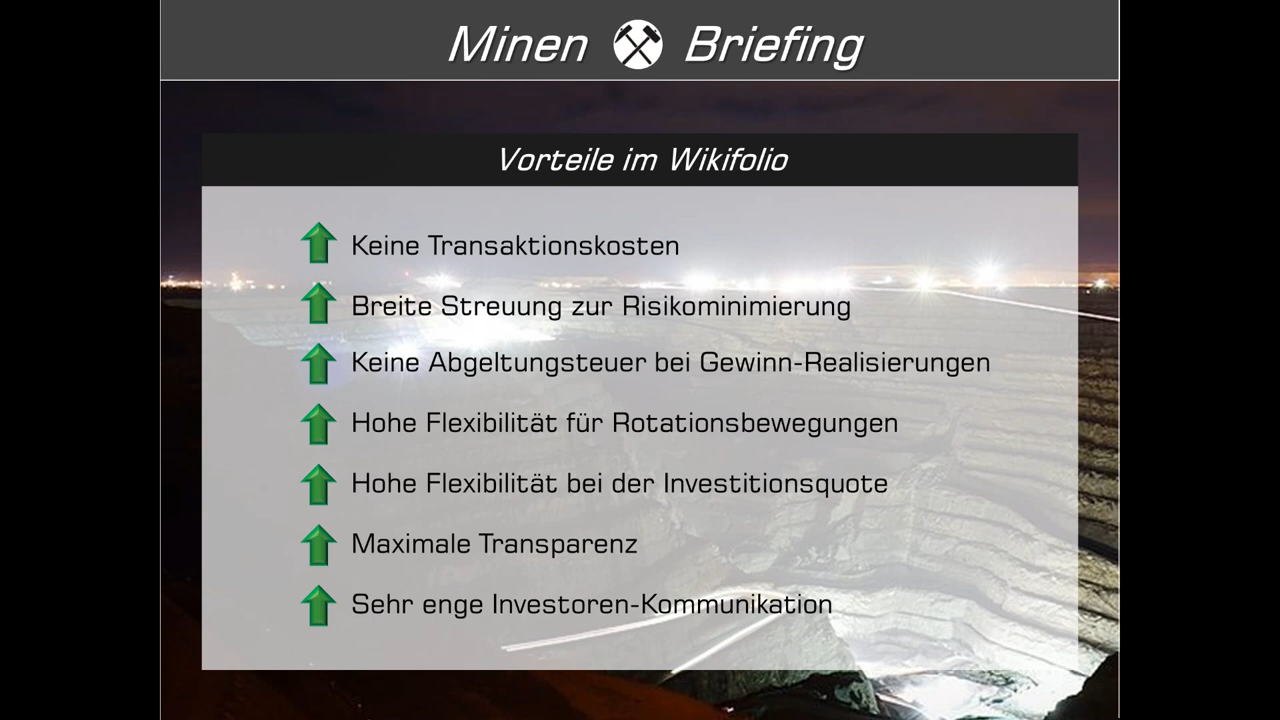 Minen Briefing
Vorteile im Wikifolio
Keine Transaktionskosten
Breite Streuung zur Risikominimierung
Keine Abgeltungsteuer bei Gewinn-Realisierungen
Hohe Flexibilität für Rotationsbewegungen
Hohe Flexibilität bei der Investitionsquote
Maximale Transparenz
Sehr enge Investoren-Kommunikation